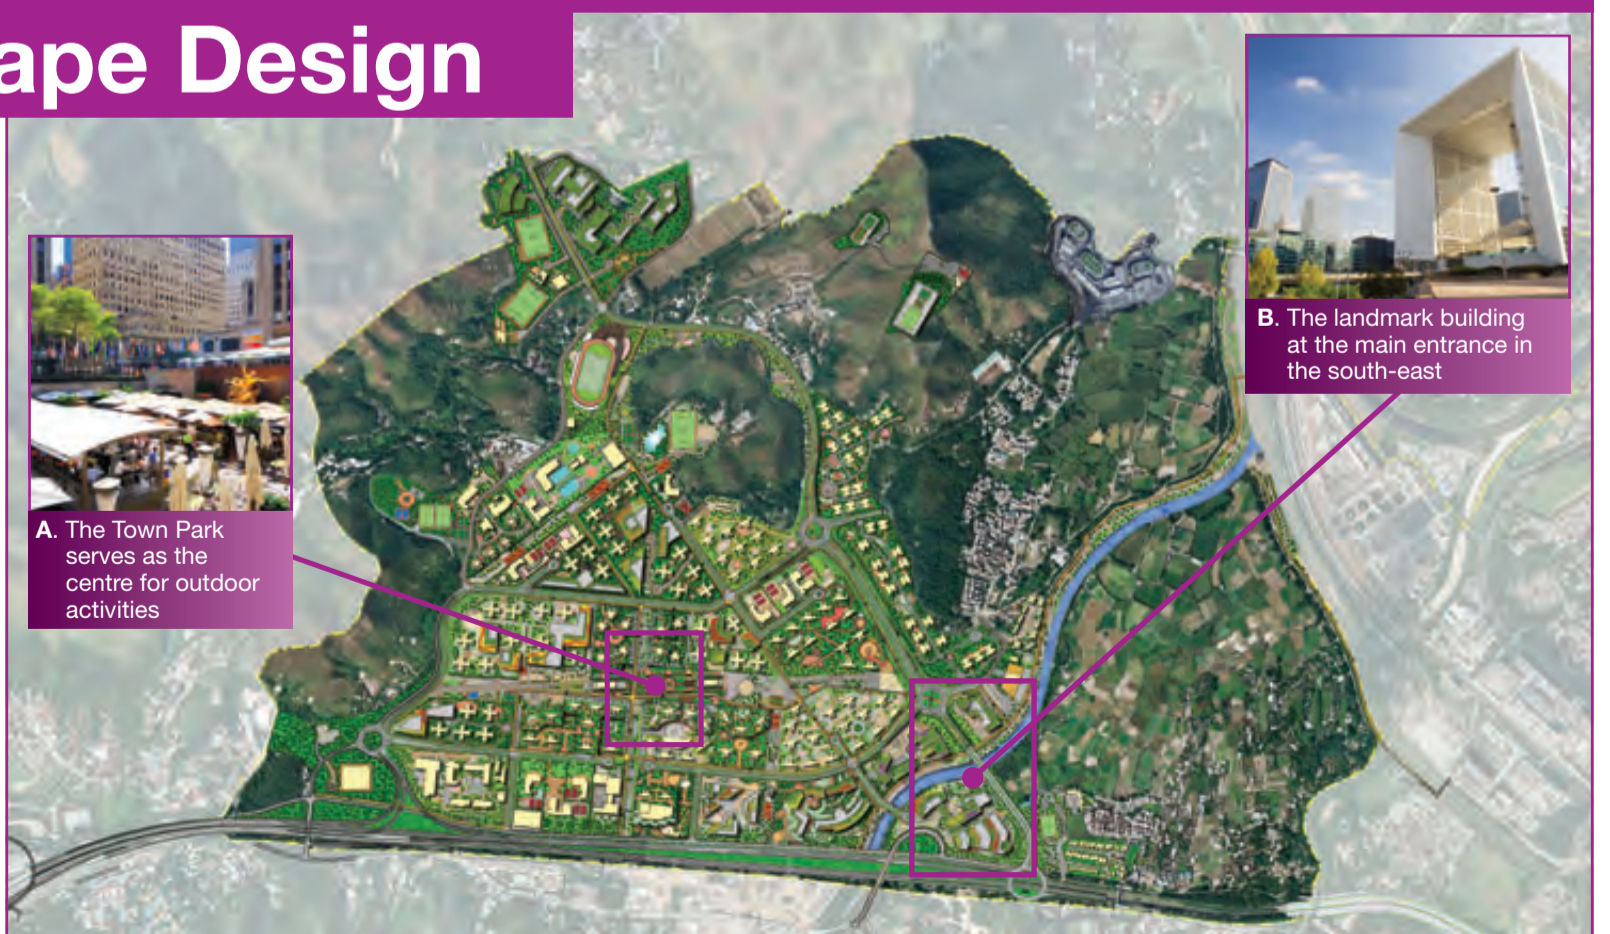 ape Design
A. The Town Park
serves as the
centre for outdoor
activities
B. The landmark building
at the main entrance in
the south-east